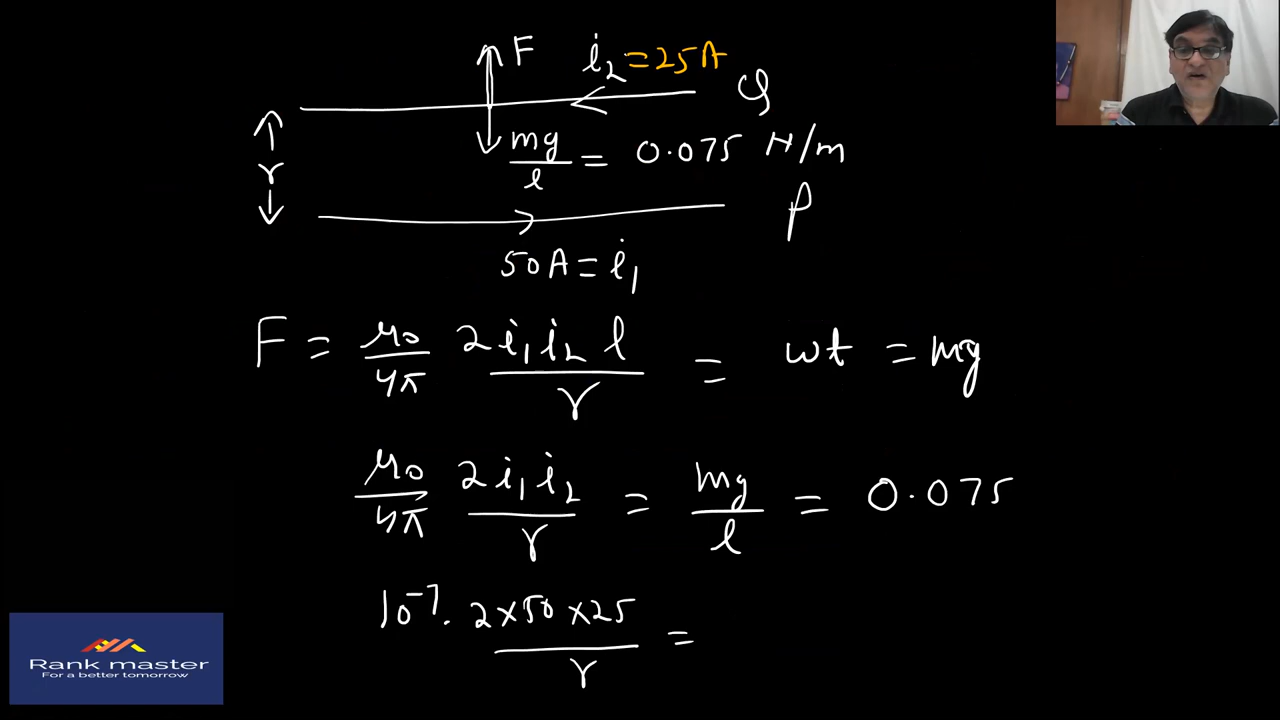 F i₂ = 25A Q
mg/l = 0.075 N/m
r
P
50A = i₁
F = μ₀/4π 2i₁i₂l/r = wt = mg
μ₀/4π 2i₁i₂/r = mg/l = 0.075
10⁻⁷. 2×50×25/r =
Rank master
For a better tomorrow